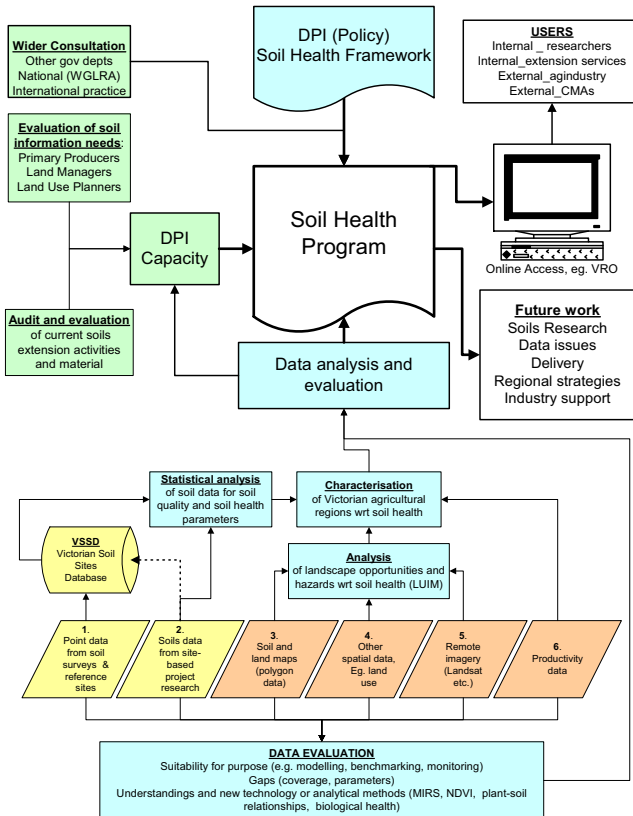 Wider Consultation
Other gov depts
National (WGLRA)
International practice
DPI (Policy)
Soil Health Framework
USERS
Internal _ researchers
Internal_extension services
External_agindustry
External_CMAs
Evaluation of soil
information needs:
Primary Producers
Land Managers
Land Use Planners
DPI
Capacity
Soil Health
Program
Online Access, eg. VRO
Audit and evaluation
of current soils
extension activities
and material
Data analysis and
evaluation
Future work
Soils Research
Data issues
Delivery
Regional strategies
Industry support
Statistical analysis
of soil data for soil
quality and soil health
parameters
Characterisation
of Victorian agricultural
regions wrt soil health
VSSD
Victorian Soil
Sites
Database
Analysis
of landscape opportunities and
hazards wrt soil health (LUIM)
1.
Point data
from soil
surveys &
reference
sites
2.
Soils data
from site-
based
project
research
3.
Soil and
land maps
(polygon
data)
4.
Other
spatial data,
Eg. land
use
5.
Remote
imagery
(Landsat
etc.)
6.
Productivity
data
DATA EVALUATION
Suitability for purpose (e.g. modelling, benchmarking, monitoring)
Gaps (coverage, parameters)
Understandings and new technology or analytical methods (MIRS, NDVI, plant-soil
relationships, biological health)